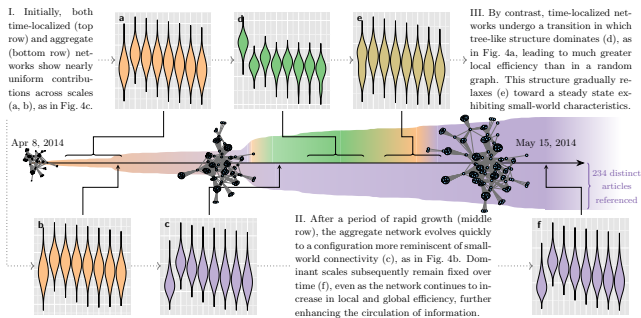 I. Initially, both
time-localized (top
row) and aggregate
(bottom row) net-
works show nearly
uniform contribu-
tions across scales
(a, b), as in Fig. 4c.
a
d
e
III. By contrast, time-localized net-
works undergo a transition in which
tree-like structure dominates (d), as
in Fig. 4a, leading to much greater
local efficiency than in a random
graph. This structure gradually re-
laxes (e) toward a steady state ex-
hibiting small-world characteristics.
Apr 8, 2014
May 15, 2014
234 distinct
articles
referenced
b
c
II. After a period of rapid growth (middle
row), the aggregate network evolves quickly
to a configuration more reminiscent of small-
world connectivity (c), as in Fig. 4b. Dom-
inant scales subsequently remain fixed over
time (f), even as the network continues to in-
crease in local and global efficiency, further
enhancing the circulation of information.
f